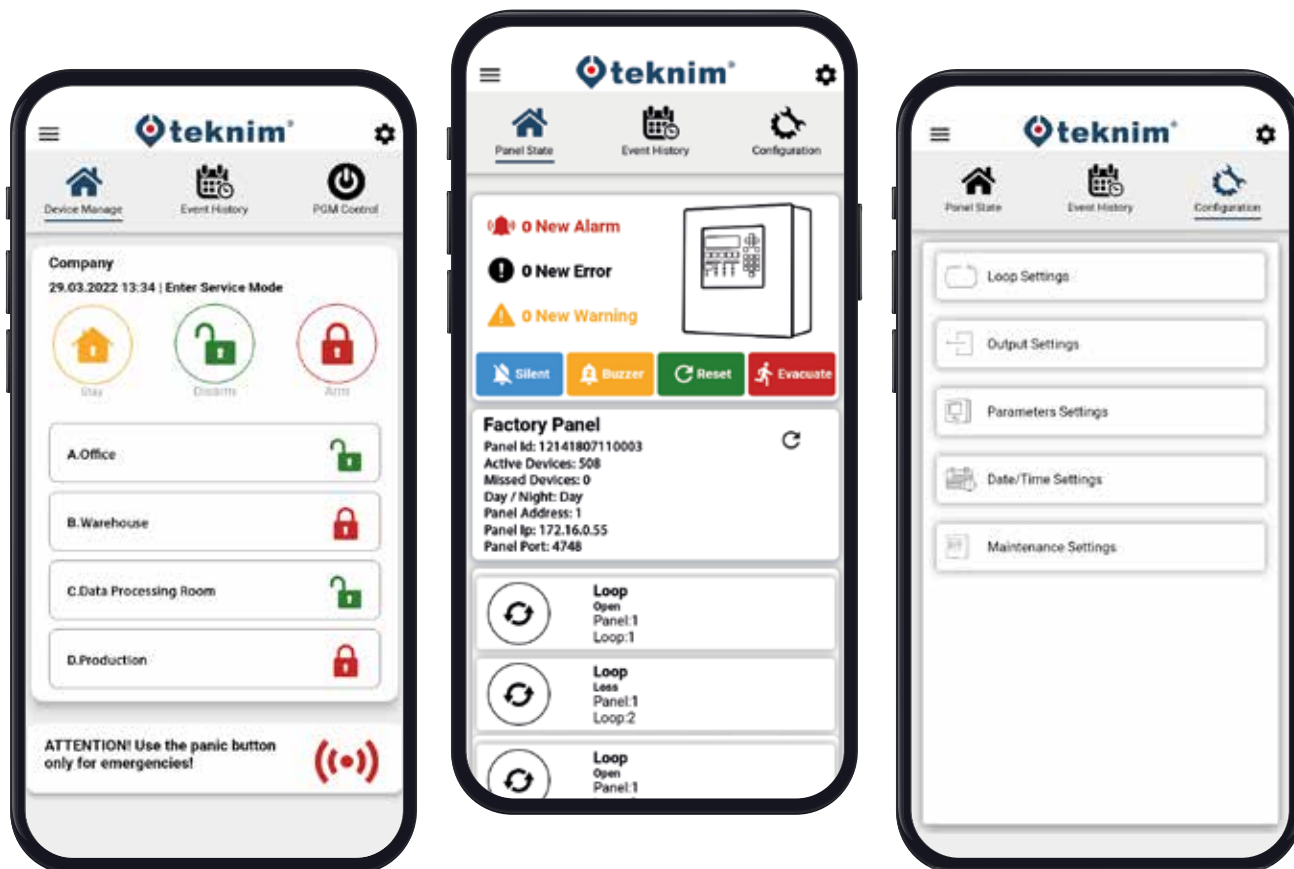 teknim
Device Manage
Event History
PGM Control
Company
29.03.2022 13:34 | Enter Service Mode
Stay
Disarm
Arm
A.Office
B.Warehouse
C.Data Processing Room
D.Production
ATTENTION! Use the panic button
only for emergencies!
teknim
Panel State
Event History
Configuration
0 New Alarm
0 New Error
0 New Warning
Silent
Buzzer
Reset
Evacuate
Factory Panel
Panel Id: 12141807110003
Active Devices: 508
Missed Devices: 0
Day / Night: Day
Panel Address: 1
Panel Ip: 172.16.0.55
Panel Port: 4748
Loop
Open
Panel:1
Loop:1
Loop
Less
Panel:1
Loop:2
Loop
Open
Panel:1
teknim
Panel State
Event History
Configuration
Loop Settings
Output Settings
Parameters Settings
Date/Time Settings
Maintenance Settings